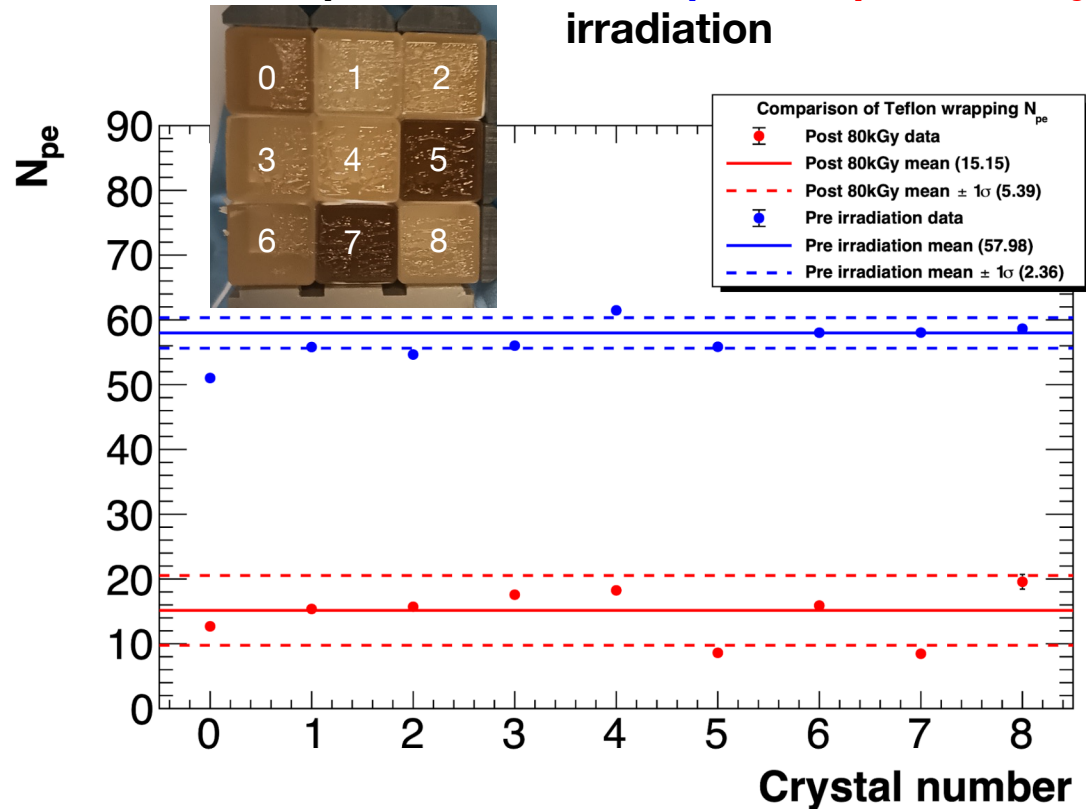 irradiation
0 1 2
3 4 5
6 7 8
Comparison of Teflon wrapping Npe
Post 80kGy data
Post 80kGy mean (15.15)
Post 80kGy mean ± 1σ (5.39)
Pre irradiation data
Pre irradiation mean (57.98)
Pre irradiation mean ± 1σ (2.36)
Npe
90
80
70
60
50
40
30
20
10
0
0 1 2 3 4 5 6 7 8
Crystal number